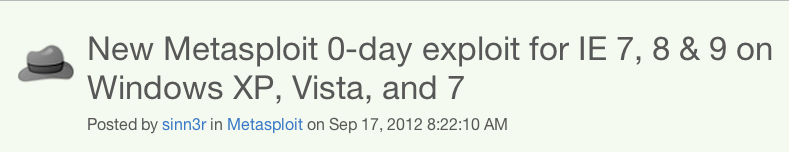 New Metasploit 0-day exploit for IE 7, 8 & 9 on
Windows XP, Vista, and 7
Posted by sinn3r in Metasploit on Sep 17, 2012 8:22:10 AM